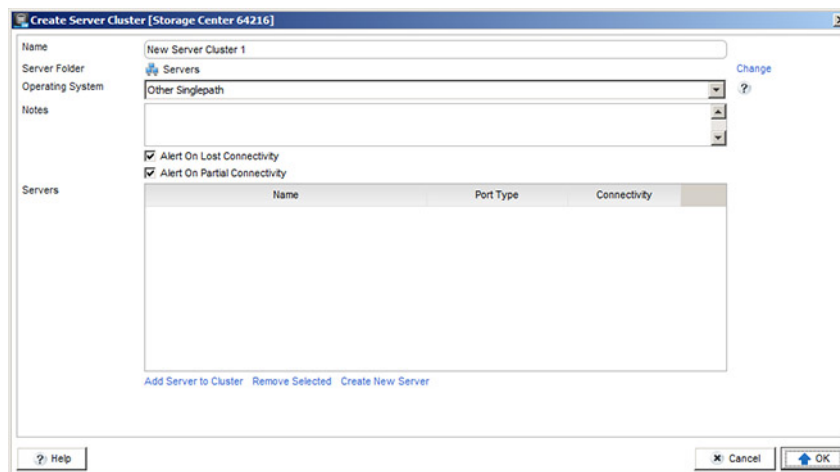 Create Server Cluster [Storage Center 64216]
Name New Server Cluster 1
Server Folder Servers Change
Operating System Other Singlepath ?
Notes
Alert On Lost Connectivity
Alert On Partial Connectivity
Servers Name Port Type Connectivity
Add Server to Cluster Remove Selected Create New Server
? Help Cancel OK